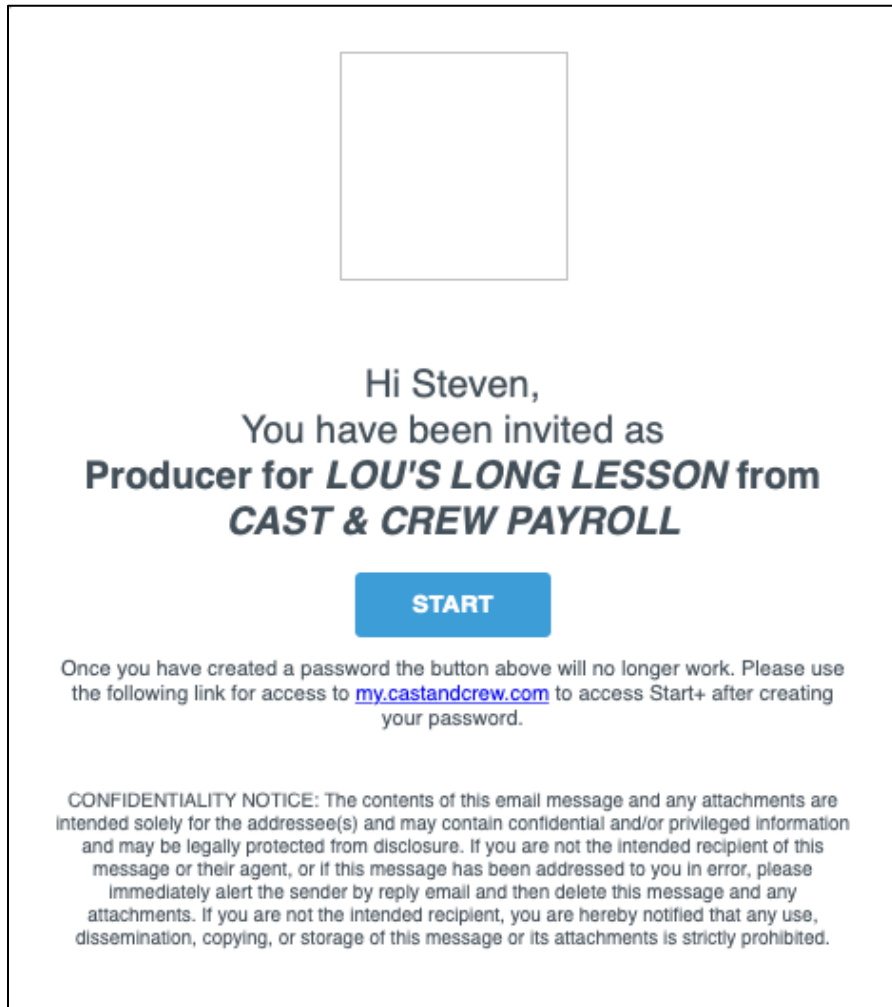 Hi Steven,
You have been invited as
Producer for LOU'S LONG LESSON from
CAST & CREW PAYROLL
START
Once you have created a password the button above will no longer work. Please use
the following link for access to my.castandcrew.com to access Start+ after creating
your password.
CONFIDENTIALITY NOTICE: The contents of this email message and any attachments are
intended solely for the addressee(s) and may contain confidential and/or privileged information
and may be legally protected from disclosure. If you are not the intended recipient of this
message or their agent, or if this message has been addressed to you in error, please
immediately alert the sender by reply email and then delete this message and any
attachments. If you are not the intended recipient, you are hereby notified that any use,
dissemination, copying, or storage of this message or its attachments is strictly prohibited.